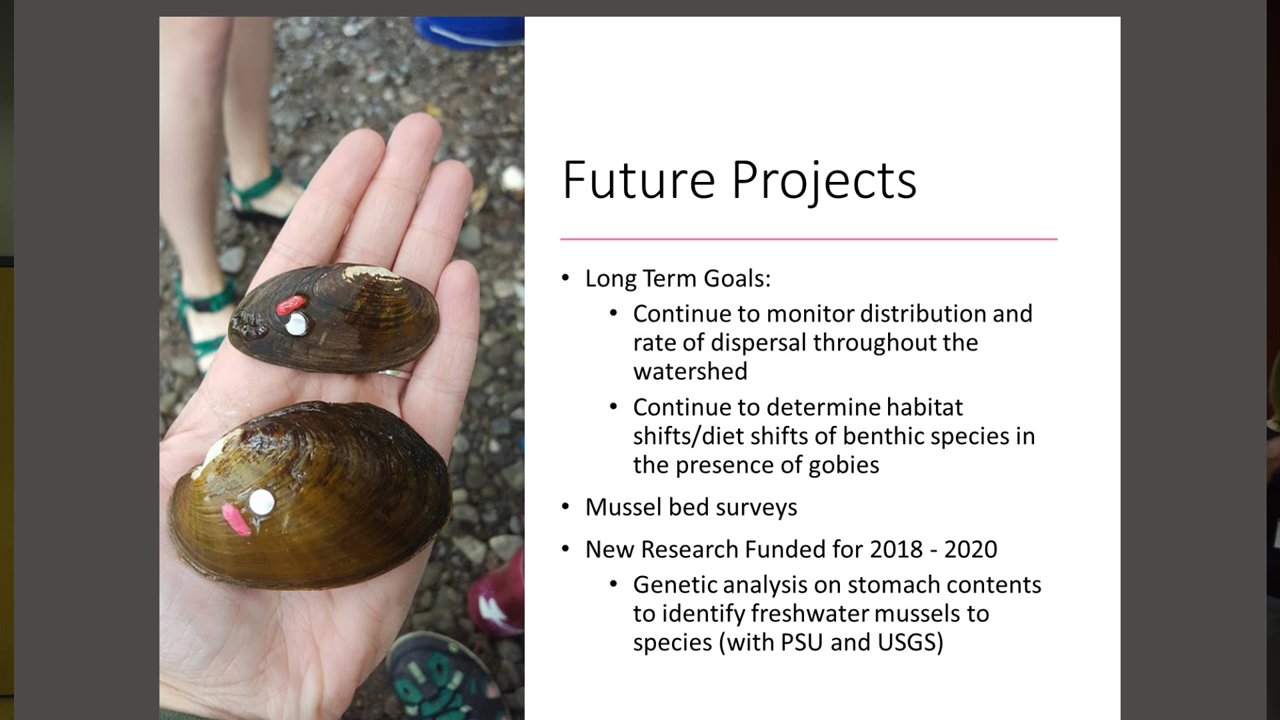 Future Projects
• Long Term Goals:
• Continue to monitor distribution and
rate of dispersal throughout the
watershed
• Continue to determine habitat
shifts/diet shifts of benthic species in
the presence of gobies
• Mussel bed surveys
• New Research Funded for 2018 - 2020
• Genetic analysis on stomach contents
to identify freshwater mussels to
species (with PSU and USGS)